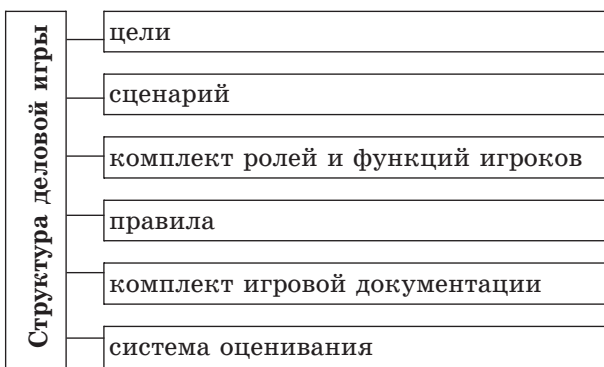 Структура деловой игры
цели
сценарий
комплект ролей и функций игроков
правила
комплект игровой документации
система оценивания